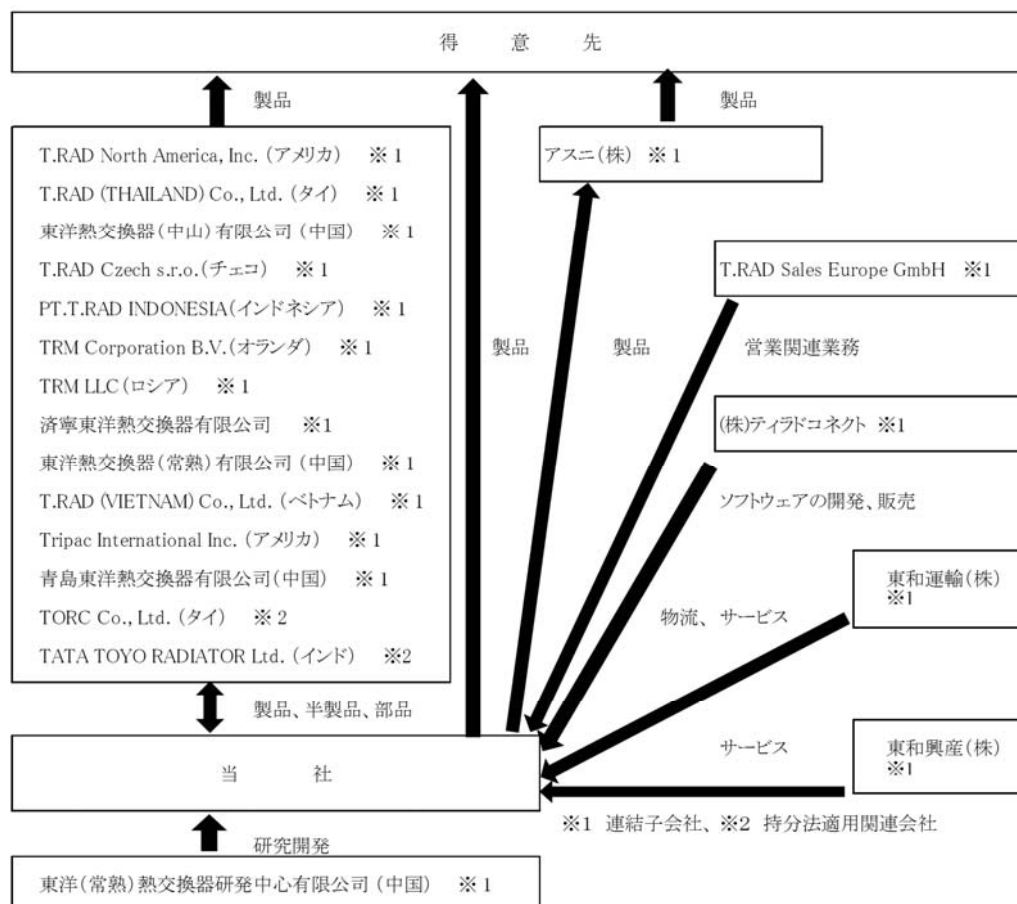 得意先
製品
製品
T.RAD North America, Inc. (アメリカ) ※1
T.RAD (THAILAND) Co., Ltd. (タイ) ※1
東洋熱交換器(中山)有限公司 (中国) ※1
T.RAD Czech s.r.o.(チェコ) ※1
PT.T.RAD INDONESIA(インドネシア) ※1
TRM Corporation B.V.(オランダ) ※1
TRM LLC(ロシア) ※1
済寧東洋熱交換器有限公司 ※1
東洋熱交換器(常熟)有限公司 (中国) ※1
T.RAD (VIETNAM) Co., Ltd. (ベトナム) ※1
Tripac International Inc. (アメリカ) ※1
青島東洋熱交換器有限公司(中国) ※1
TORC Co., Ltd. (タイ) ※2
TATA TOYO RADIATOR Ltd. (インド) ※2
アスニ(株) ※1
T.RAD Sales Europe GmbH ※1
製品
製品
営業関連業務
(株)ティラドコネクト ※1
ソフトウェアの開発、販売
東和運輸(株)
※1
物流、サービス
製品、半製品、部品
当社
サービス
東和興産(株)
※1
※1 連結子会社、※2 持分法適用関連会社
研究開発
東洋(常熟)熱交換器研発中心有限公司 (中国) ※1